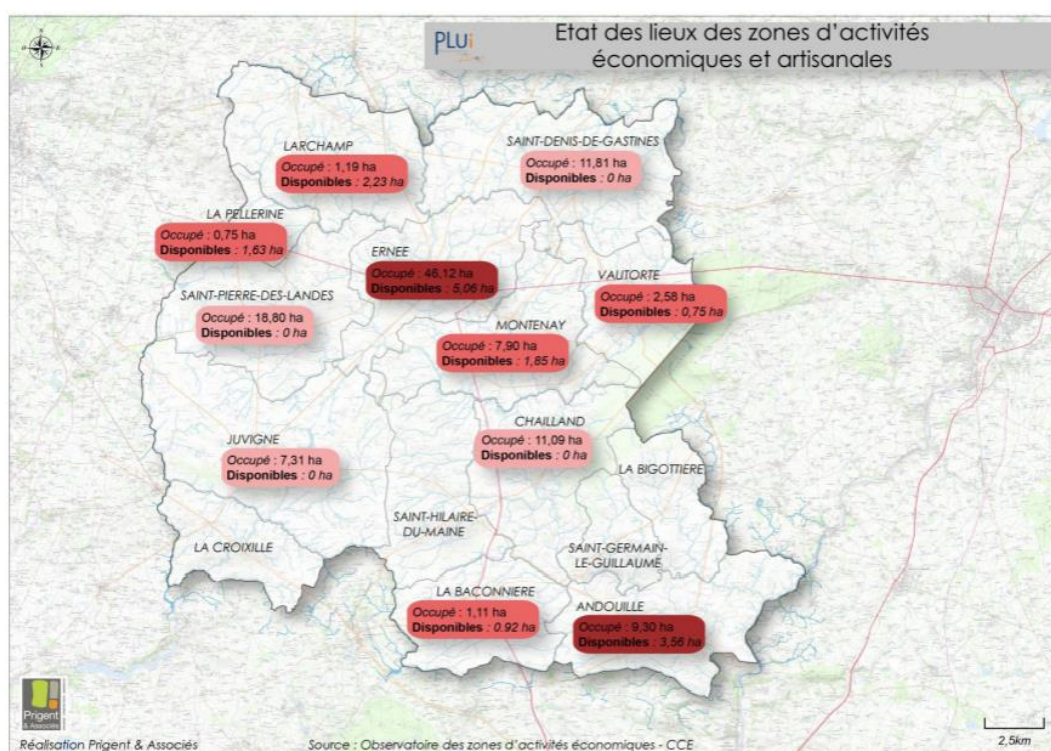 PLUi
Etat des lieux des zones d'activités
économiques et artisanales
LARCHAMP
Occupé : 1,19 ha
Disponibles : 2,23 ha
SAINT-DENIS-DE-GASTINES
Occupé : 11,81 ha
Disponibles : 0 ha
LA PELLERINE
Occupé : 0,75 ha
Disponibles : 1,63 ha
ERNEE
Occupé : 46,12 ha
Disponibles : 5,06 ha
VAUTORTE
Occupé : 2,58 ha
Disponibles : 0,75 ha
SAINT-PIERRE-DES-LANDES
Occupé : 18,80 ha
Disponibles : 0 ha
MONTENAY
Occupé : 7,90 ha
Disponibles : 1,85 ha
CHAILLAND
Occupé : 11,09 ha
Disponibles : 0 ha
JUVIGNE
Occupé : 7,31 ha
Disponibles : 0 ha
LA BIGOTTIERE
SAINT-HILAIRE-
DU-MAINE
LA CROIXILLE
SAINT-GERMAIN-
LE-GUILLAUME
LA BACONNIERE
Occupé : 1,11 ha
Disponibles : 0.92 ha
ANDOUILLE
Occupé : 9,30 ha
Disponibles : 3,56 ha
Prigent
& Associés
Réalisation Prigent & Associés
Source : Observatoire des zones d'activités économiques - CCE
2,5km